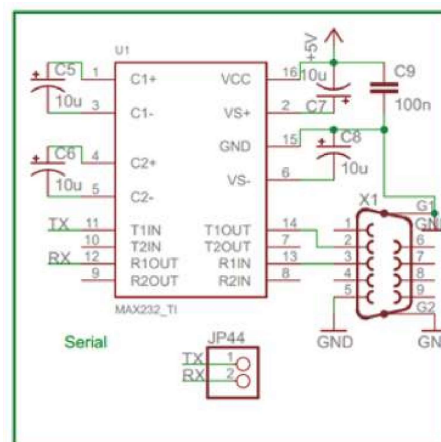 U1
+5V
C5
10u
1 C1+
3 C1-
C6
10u
4 C2+
5 C2-
TX 11 T1IN
10 T2IN
RX 12 R1OUT
9 R2OUT
VCC 16
VS+ 2
GND 15
VS- 6
T1OUT 14
T2OUT 7
R1IN 13
R2IN 8
MAX232_TI
10u
C7
C9
100n
C8
10u
X1
G1
GND
1
2
3
4
5
6
7
8
9
G2
GND
GN
Serial
JP44
TX 1
RX 2